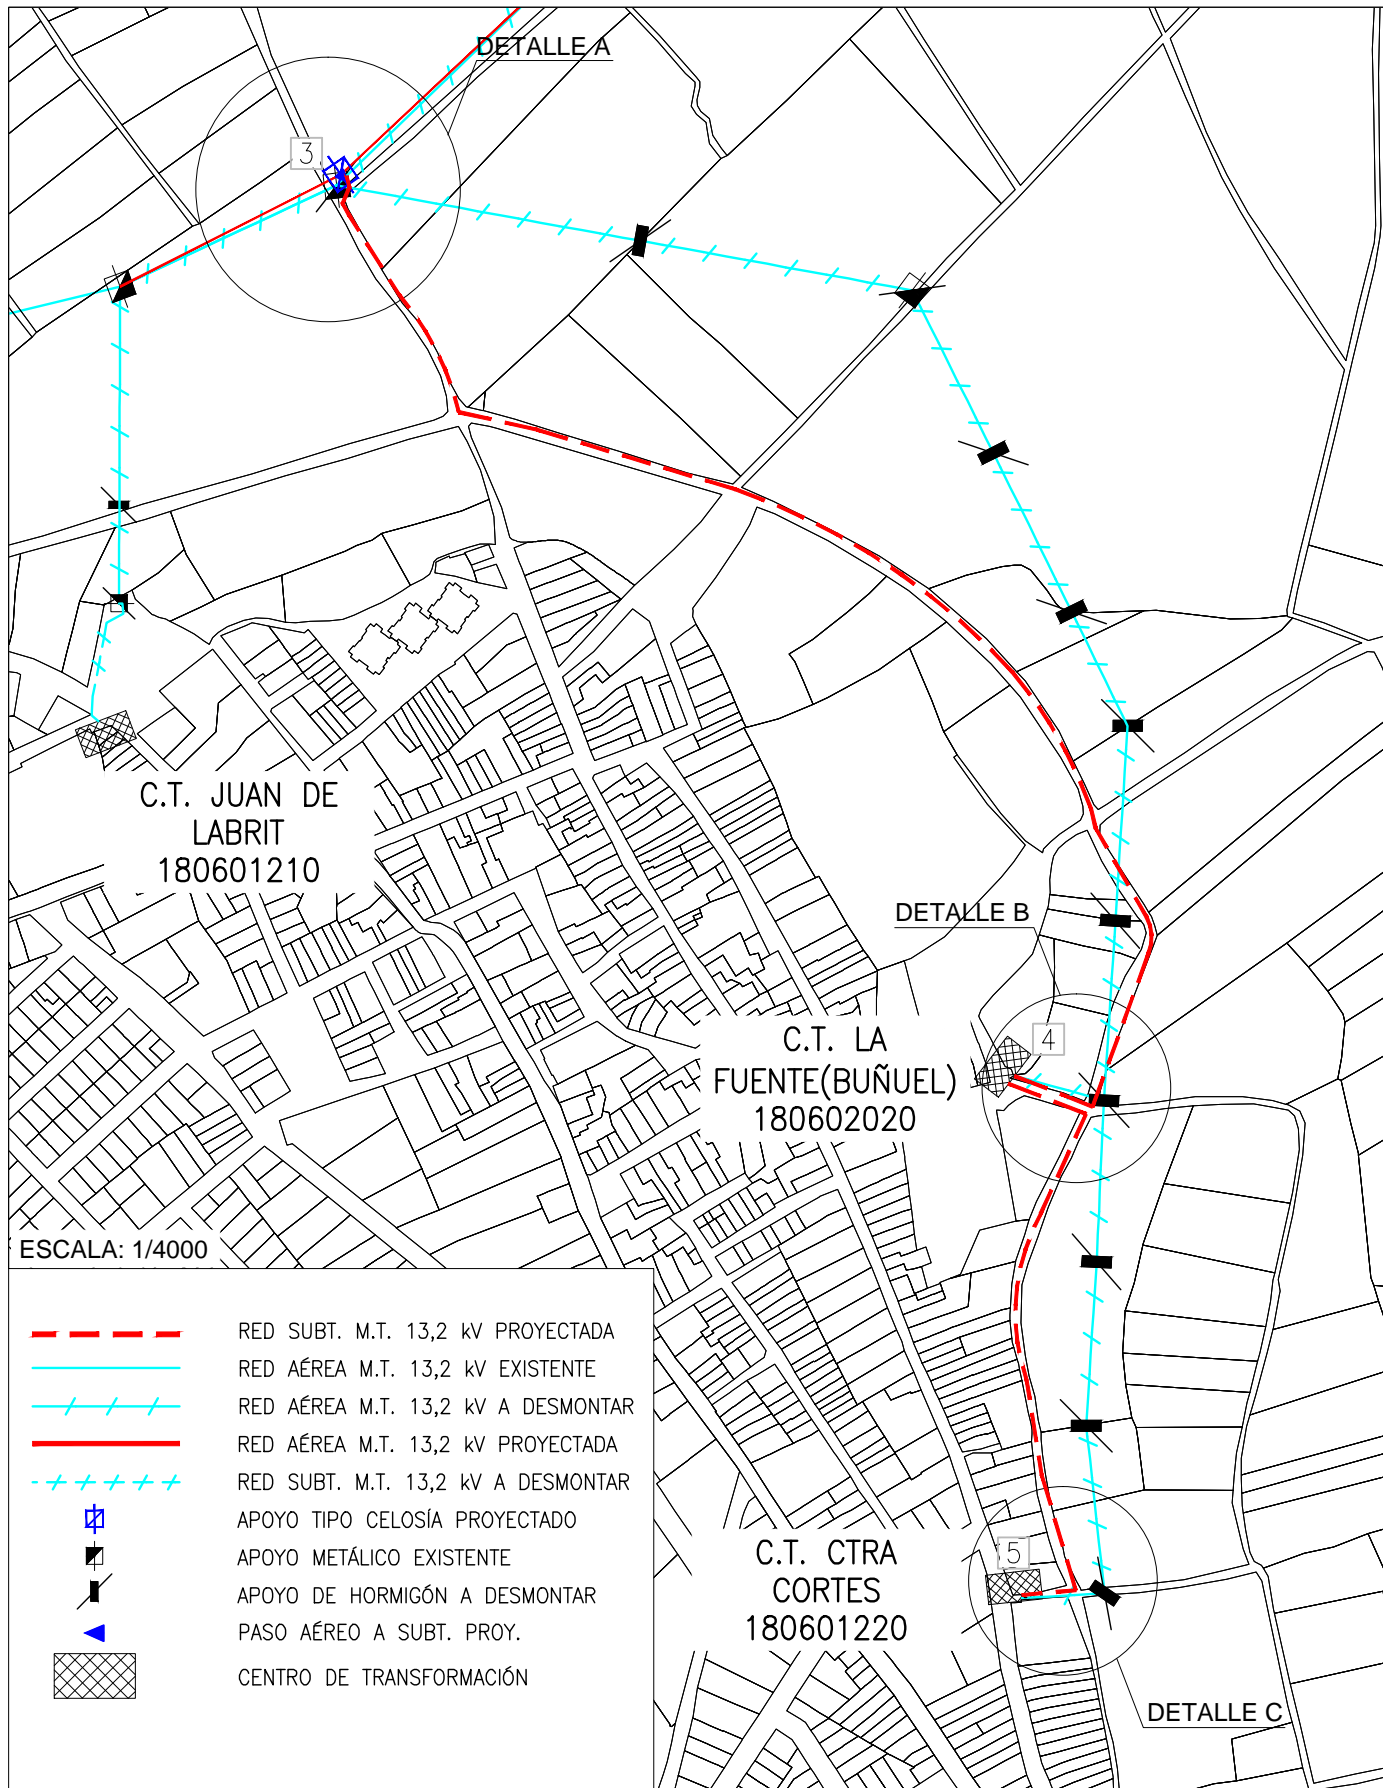 DETALLE A
3
C.T. JUAN DE
LABRIT
180601210
DETALLE B
4
C.T. LA
FUENTE(BUÑUEL)
180602020
ESCALA: 1/4000
RED SUBT. M.T. 13,2 kV PROYECTADA
RED AÉREA M.T. 13,2 kV EXISTENTE
RED AÉREA M.T. 13,2 kV A DESMONTAR
RED AÉREA M.T. 13,2 kV PROYECTADA
RED SUBT. M.T. 13,2 kV A DESMONTAR
APOYO TIPO CELOSÍA PROYECTADO
APOYO METÁLICO EXISTENTE
APOYO DE HORMIGÓN A DESMONTAR
PASO AÉREO A SUBT. PROY.
CENTRO DE TRANSFORMACIÓN
5
C.T. CTRA
CORTES
180601220
DETALLE C